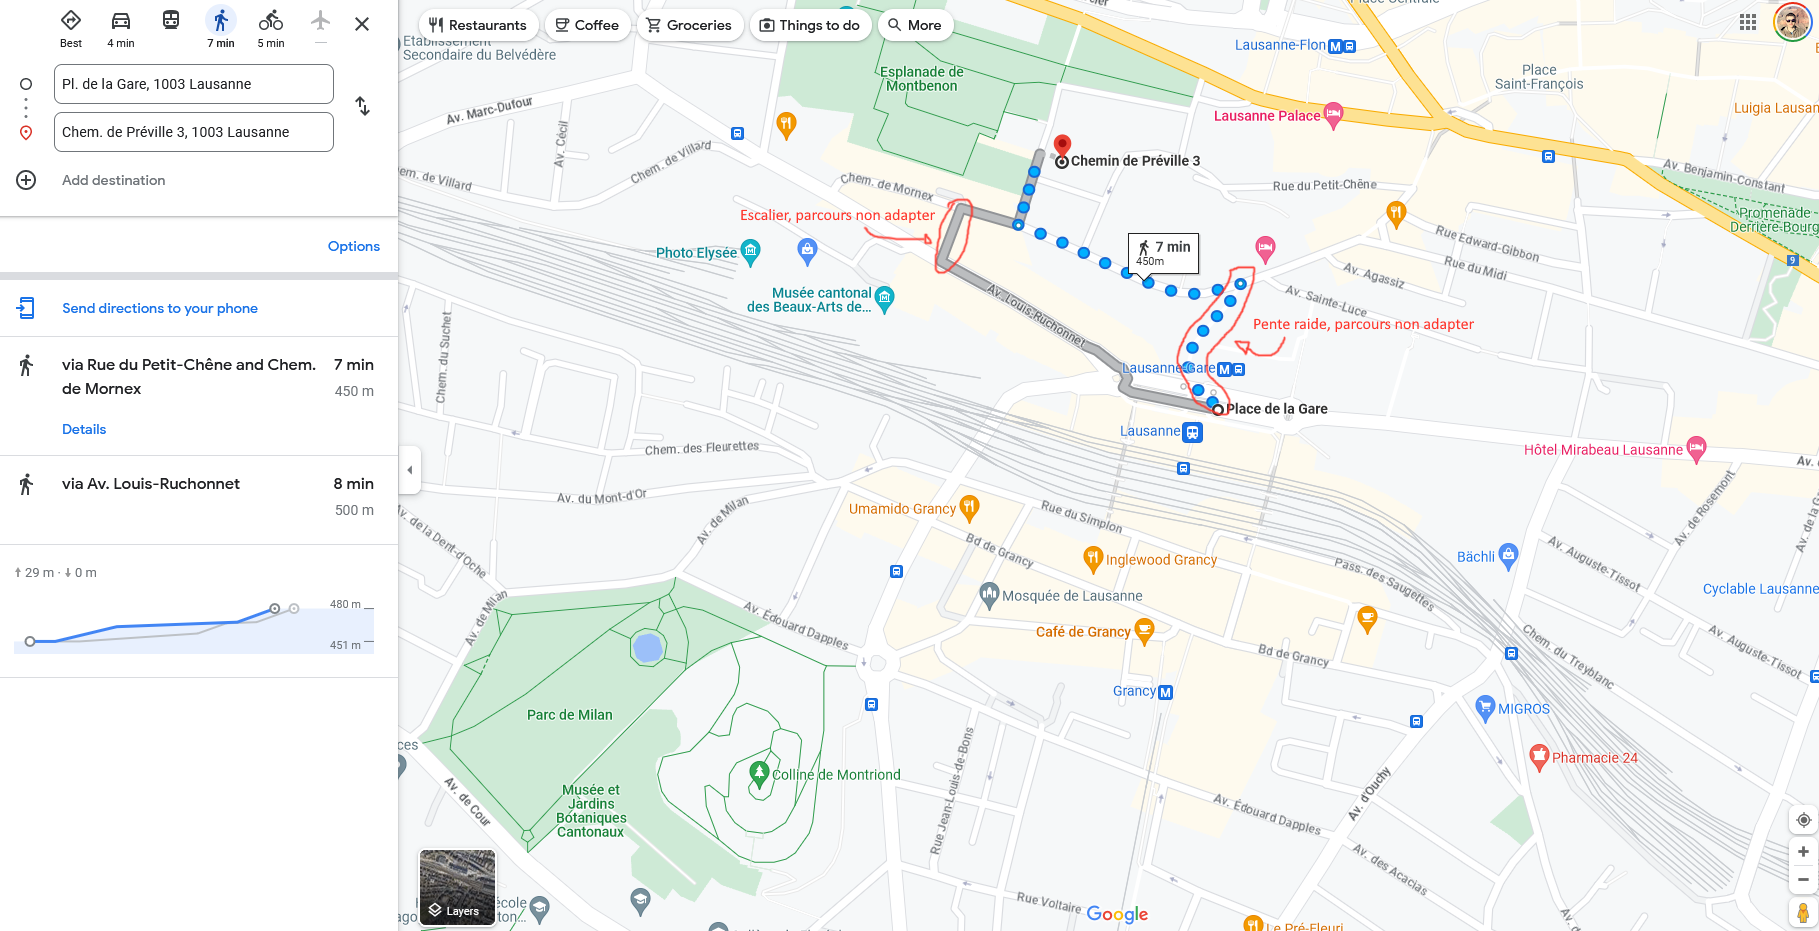 Best
4 min
7 min
5 min
Pl. de la Gare, 1003 Lausanne
Chem. de Préville 3, 1003 Lausanne
Add destination
Options
Send directions to your phone
via Rue du Petit-Chêne and Chem. de Mornex
7 min
450 m
Details
via Av. Louis-Ruchonnet
8 min
500 m
29 m · 0 m
480 m
451 m
Restaurants
Coffee
Groceries
Things to do
More
Etablissement
Secondaire du Belvédère
Esplanade de
Montbenon
Lausanne-Flon M
Place
Saint-François
Luigia Lausan
Lausanne Palace
Av. Marc-Dufour
Av. Cécil
Chem. de Villard
em. de Villard
Chem. de Mornex
Chemin de Préville 3
Rue du Petit-Chêne
Av. Benjamin-Constant
Promenade
Derrière-Bourg
9
Escalier, parcours non adapter
Photo Elysée
7 min
450m
Rue Edward-Gibbon
Rue du Midi
Av. Agassiz
Av. Sainte-Luce
Musée cantonal
des Beaux-Arts de...
Av. Louis-Ruchonnet
Pente raide, parcours non adapter
Lausanne-Gare M
Place de la Gare
Lausanne
Chem. du Suchet
Chem. des Fleurettes
Hôtel Mirabeau Lausanne
Av.
Av. du Mont-d'Or
Av. de Milan
Av. de la Dent-d'Oche
Umamido Grancy
Rue du Simplon
Bd de Grancy
Inglewood Grancy
Pass. des Saugettes
Bächli
Av. de Rosemont
Av. Auguste-Tissot
Cyclable Lausanne
Mosquée de Lausanne
Av. de Milan
Av. Édouard Dapples
Café de Grancy
Bd de Grancy
Chem. du Treyblanc
Av. Auguste-Tissot
Grancy M
MIGROS
Parc de Milan
Pharmacie 24
Colline de Montriond
Musée et
Jardins
Botaniques
Cantonaux
Av. de Cour
Rue Jean-Louis-de-Bons
Av. d'Ouchy
Av. Édouard Dapples
Av. des Acacias
Rue Voltaire
Layers
Google
Le Pré-Fleuri